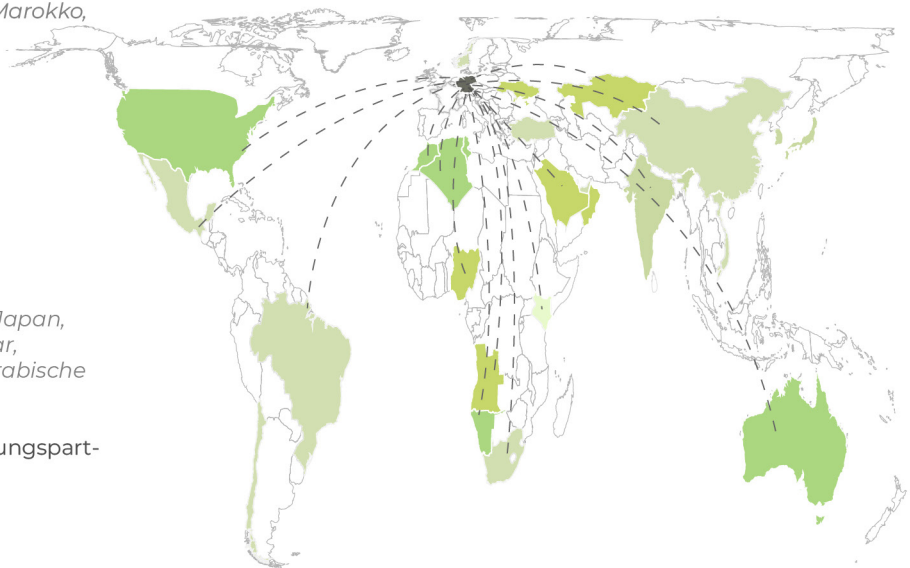 Marokko,
Japan,
ar,
rabische
ungspart-